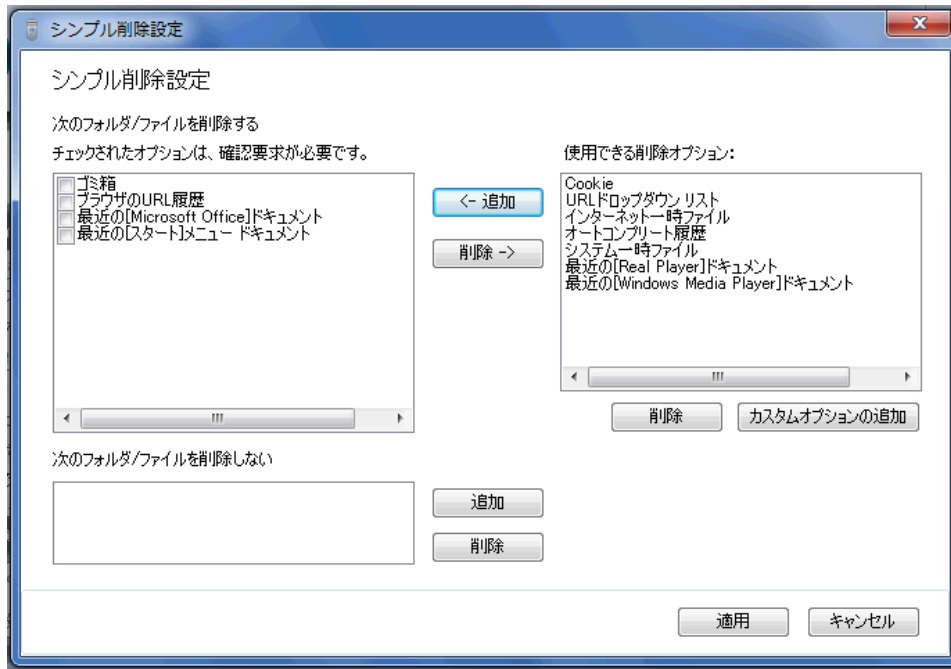 シンプル削除設定
シンプル削除設定
次のフォルダ/ファイルを削除する
チェックされたオプションは、確認要求が必要です。
ゴミ箱
ブラウザのURL履歴
最近の[Microsoft Office]ドキュメント
最近の[スタート]メニュー ドキュメント
<- 追加
削除 ->
使用できる削除オプション:
Cookie
URLドロップダウン リスト
インターネット一時ファイル
オートコンプリート履歴
システム一時ファイル
最近の[Real Player]ドキュメント
最近の[Windows Media Player]ドキュメント
削除
カスタムオプションの追加
次のフォルダ/ファイルを削除しない
追加
削除
適用
キャンセル